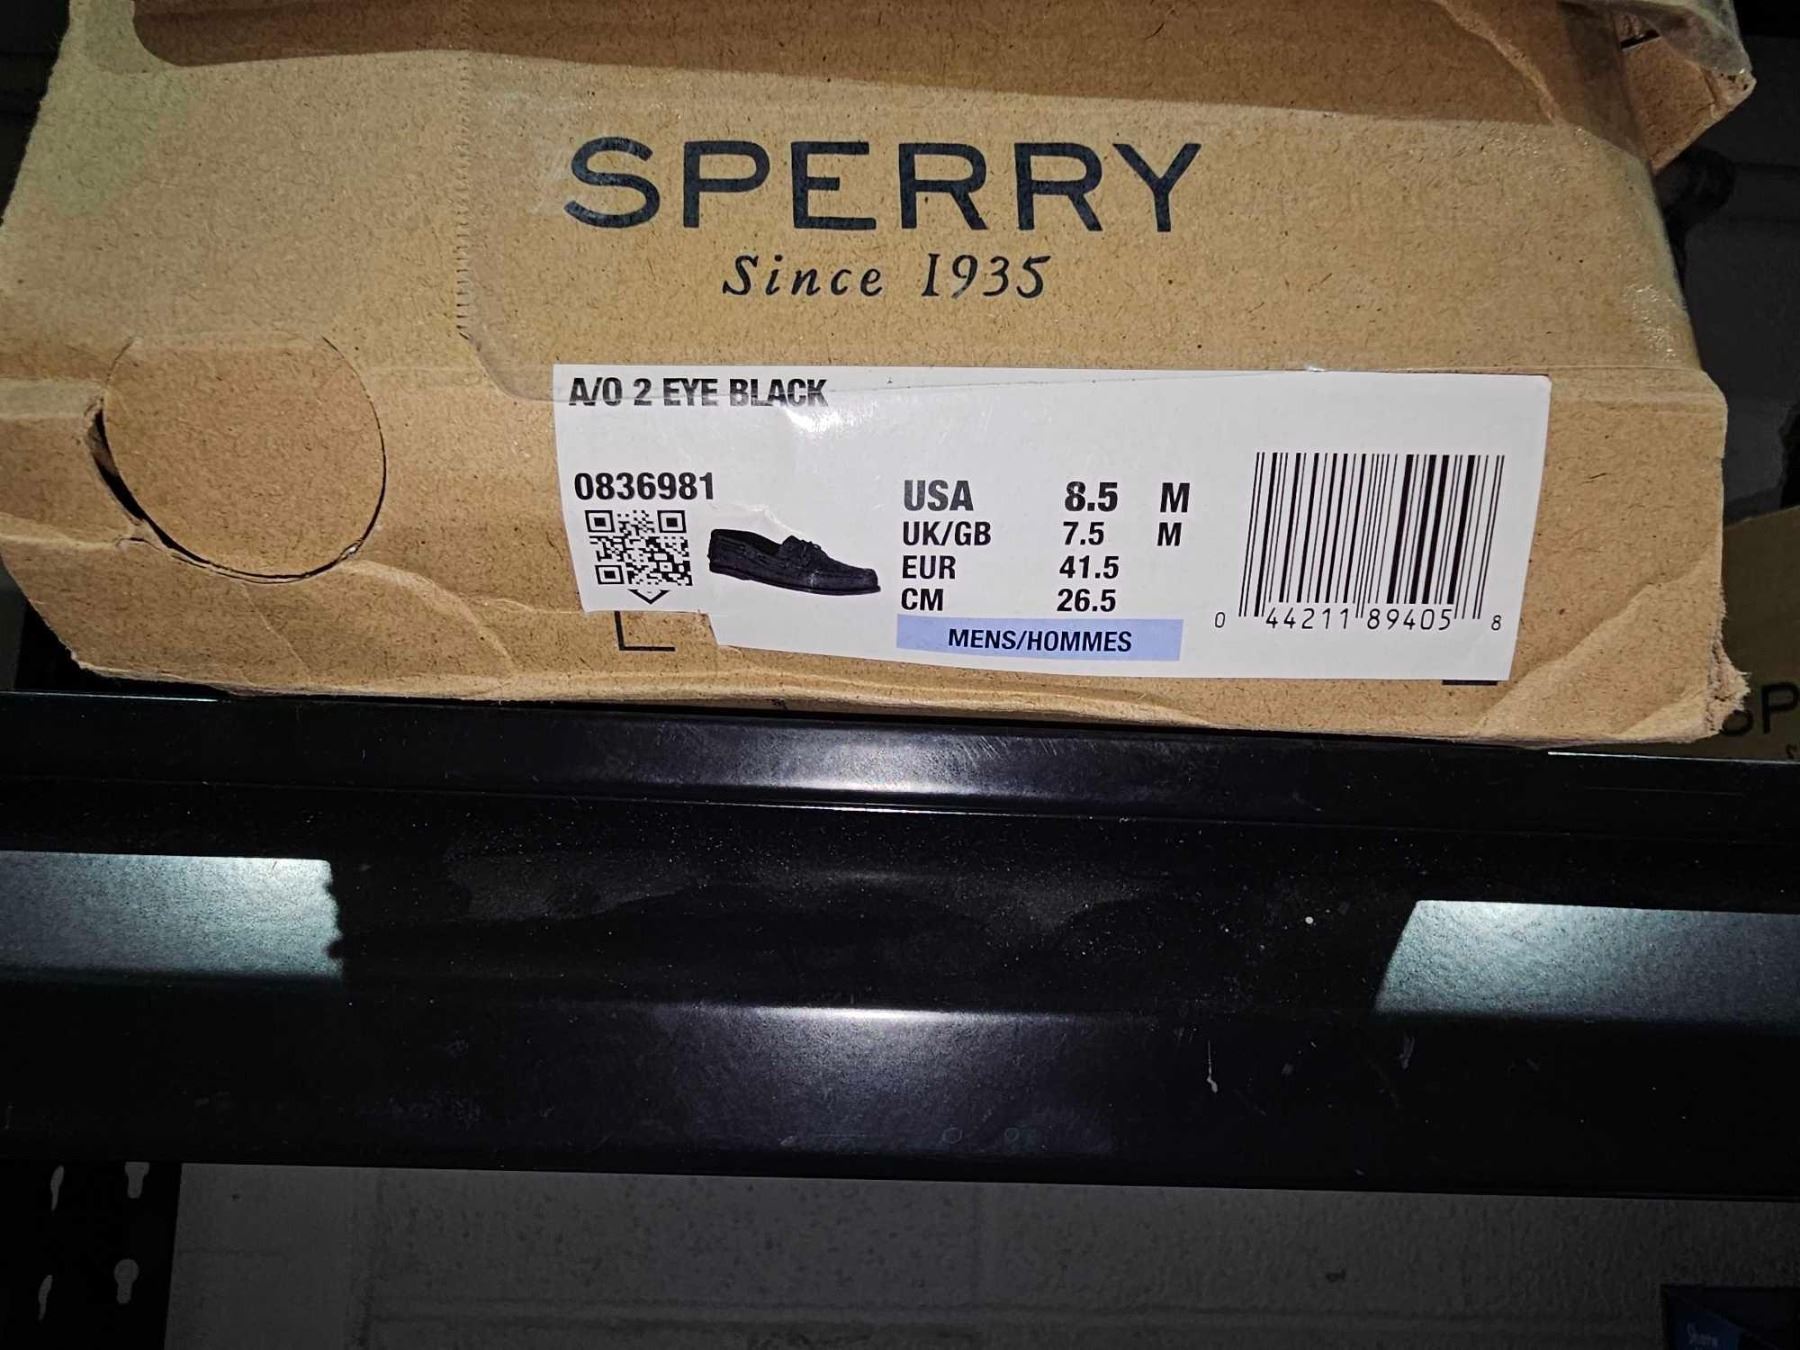 SPERRY
Since 1935
A/O 2 EYE BLACK
0836981
USA 8.5 M
UK/GB 7.5 M
EUR 41.5
CM 26.5
MENS/HOMMES
0 44211 89405 8
SP